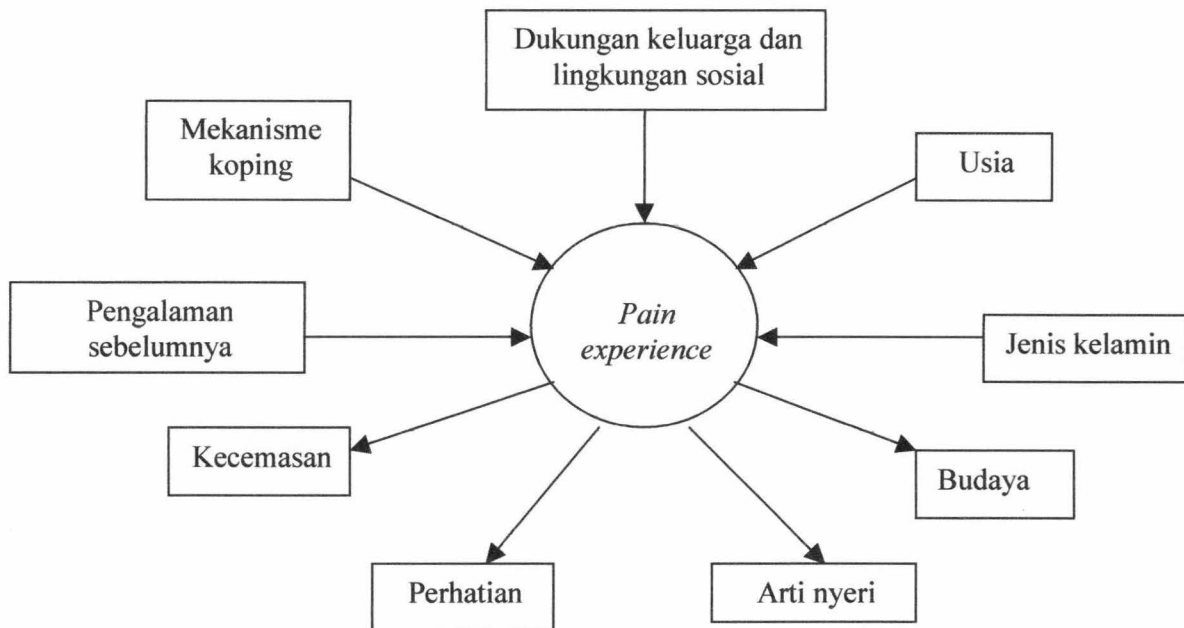 Dukungan keluarga dan
lingkungan sosial
Mekanisme
koping
Usia
Pengalaman
sebelumnya
Pain
experience
Jenis kelamin
Kecemasan
Budaya
Perhatian
Arti nyeri